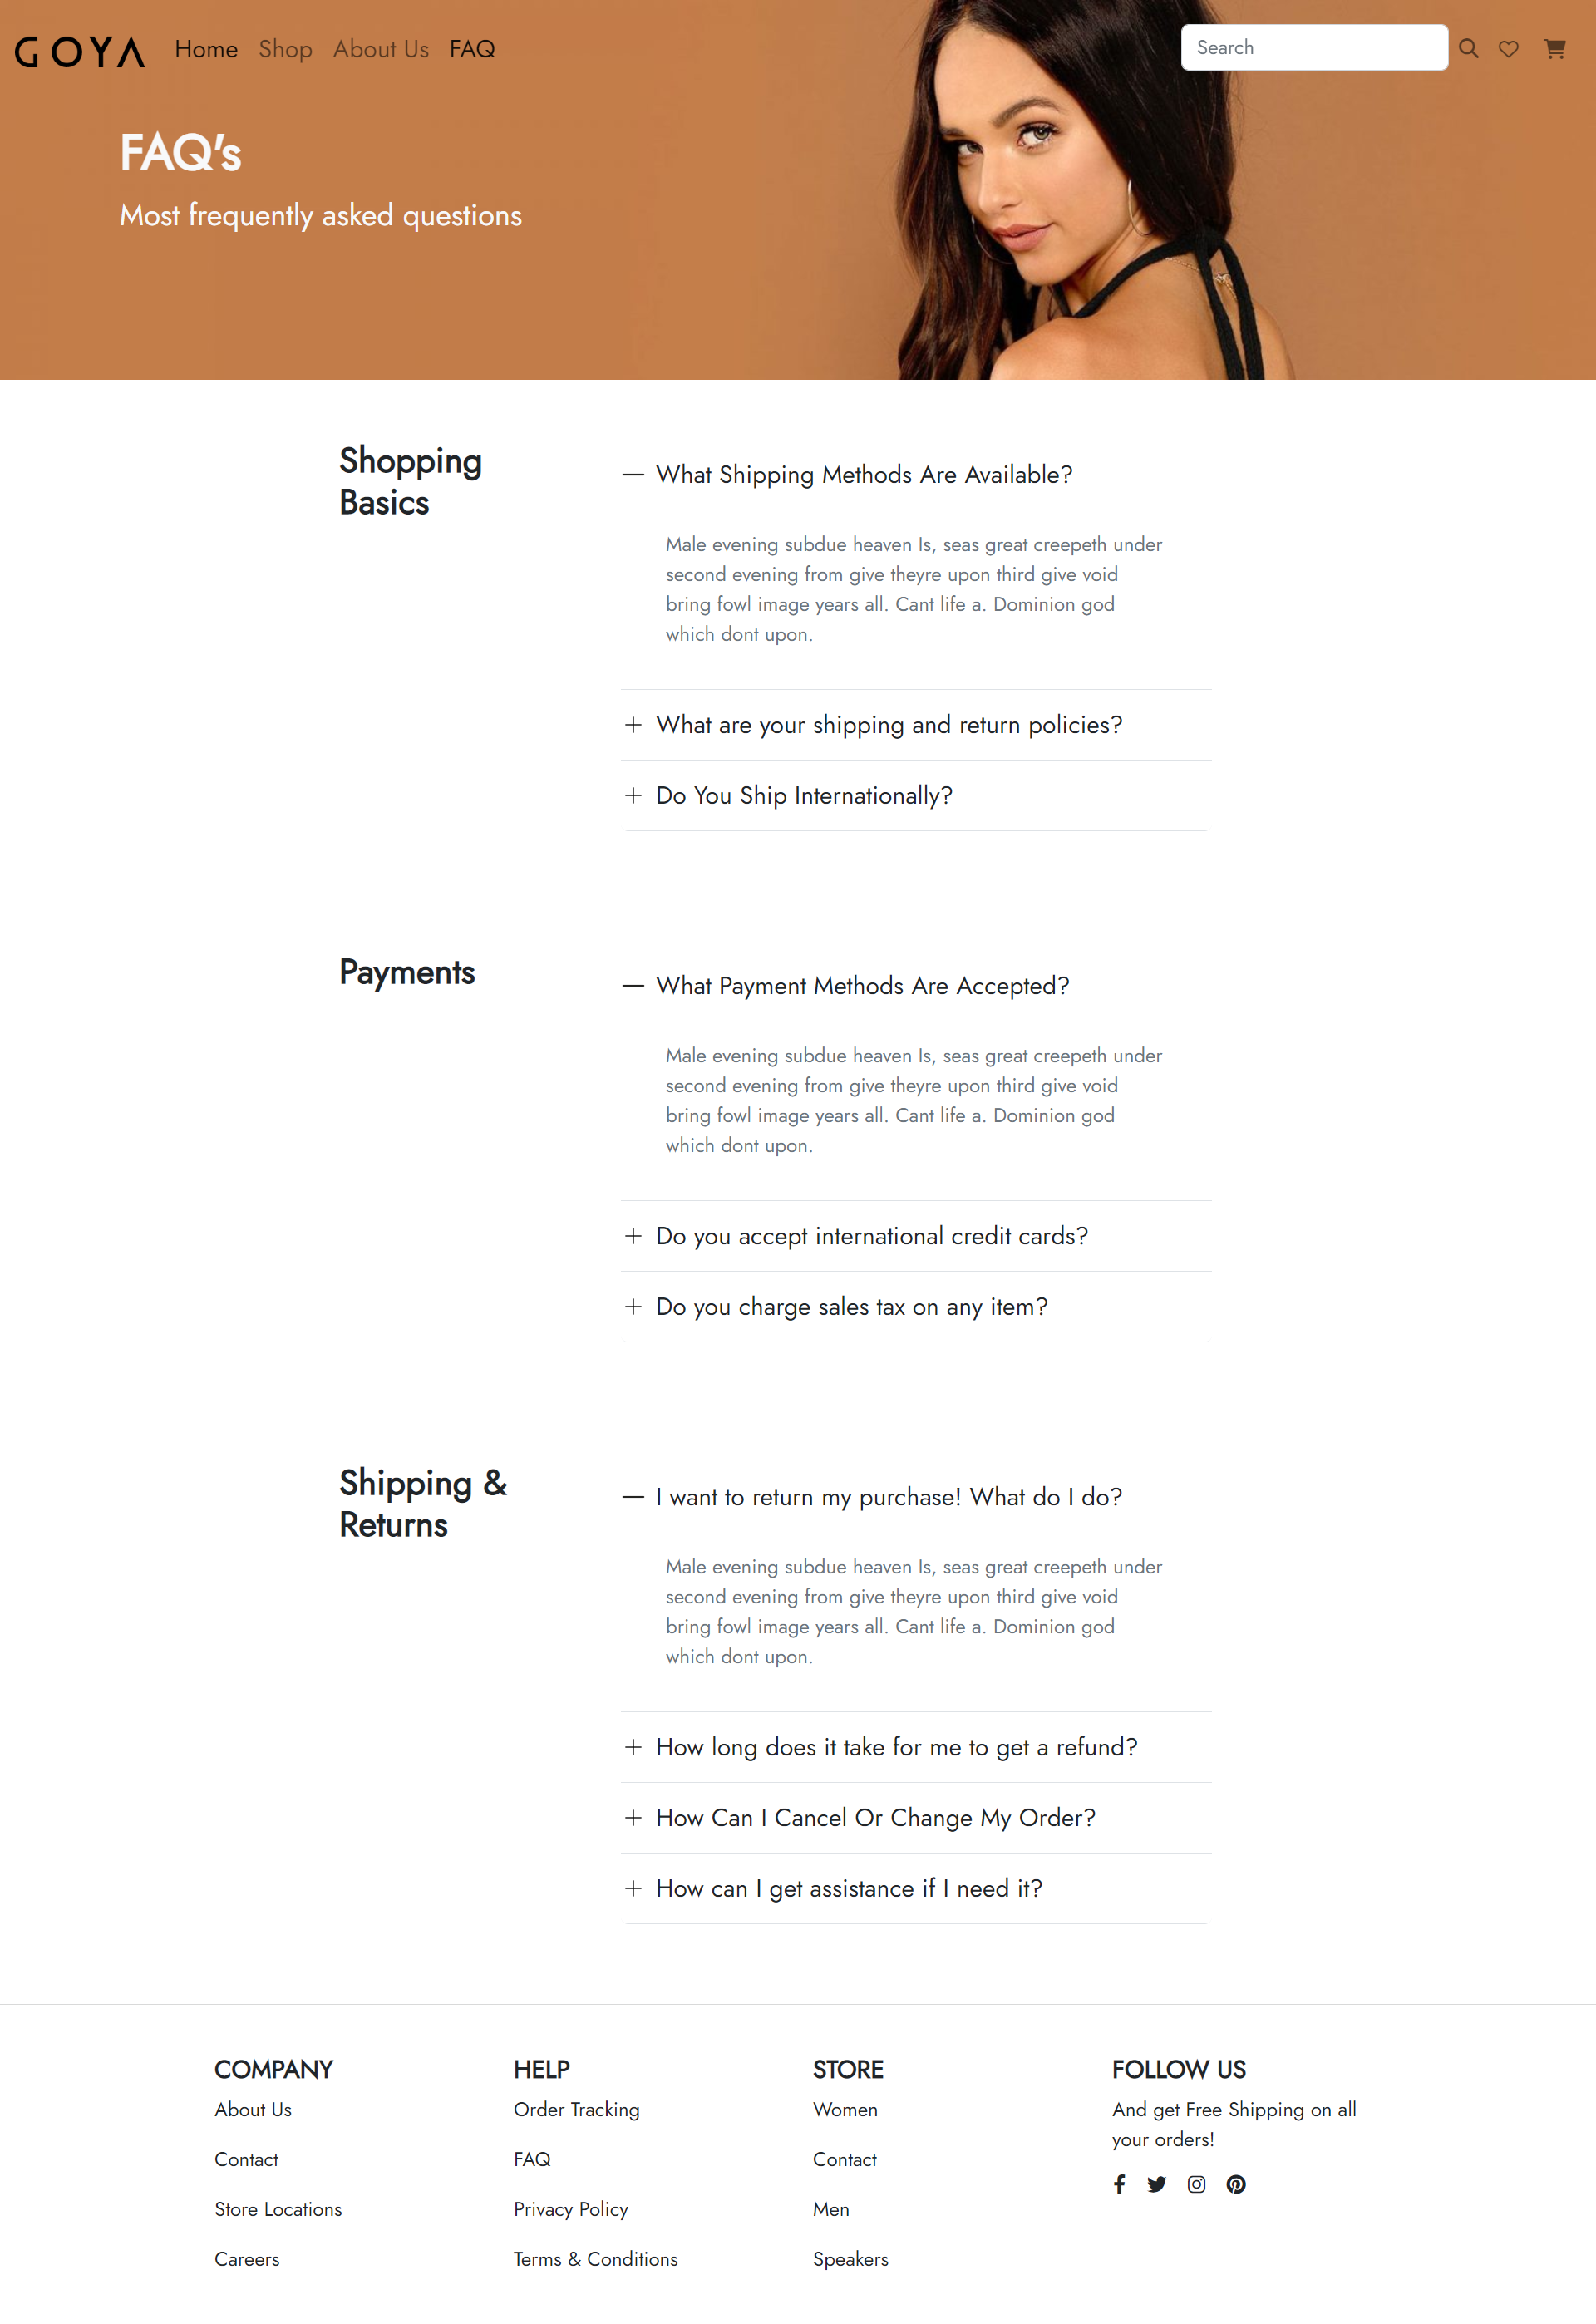 GOYA Home Shop About Us FAQ Search
FAQ's
Most frequently asked questions
Shopping
Basics
What Shipping Methods Are Available?
Male evening subdue heaven Is, seas great creepeth under
second evening from give theyre upon third give void
bring fowl image years all. Cant life a. Dominion god
which dont upon.
What are your shipping and return policies?
Do You Ship Internationally?
Payments
What Payment Methods Are Accepted?
Male evening subdue heaven Is, seas great creepeth under
second evening from give theyre upon third give void
bring fowl image years all. Cant life a. Dominion god
which dont upon.
Do you accept international credit cards?
Do you charge sales tax on any item?
Shipping &
Returns
I want to return my purchase! What do I do?
Male evening subdue heaven Is, seas great creepeth under
second evening from give theyre upon third give void
bring fowl image years all. Cant life a. Dominion god
which dont upon.
How long does it take for me to get a refund?
How Can I Cancel Or Change My Order?
How can I get assistance if I need it?
COMPANY
About Us
Contact
Store Locations
Careers
HELP
Order Tracking
FAQ
Privacy Policy
Terms & Conditions
STORE
Women
Contact
Men
Speakers
FOLLOW US
And get Free Shipping on all
your orders!